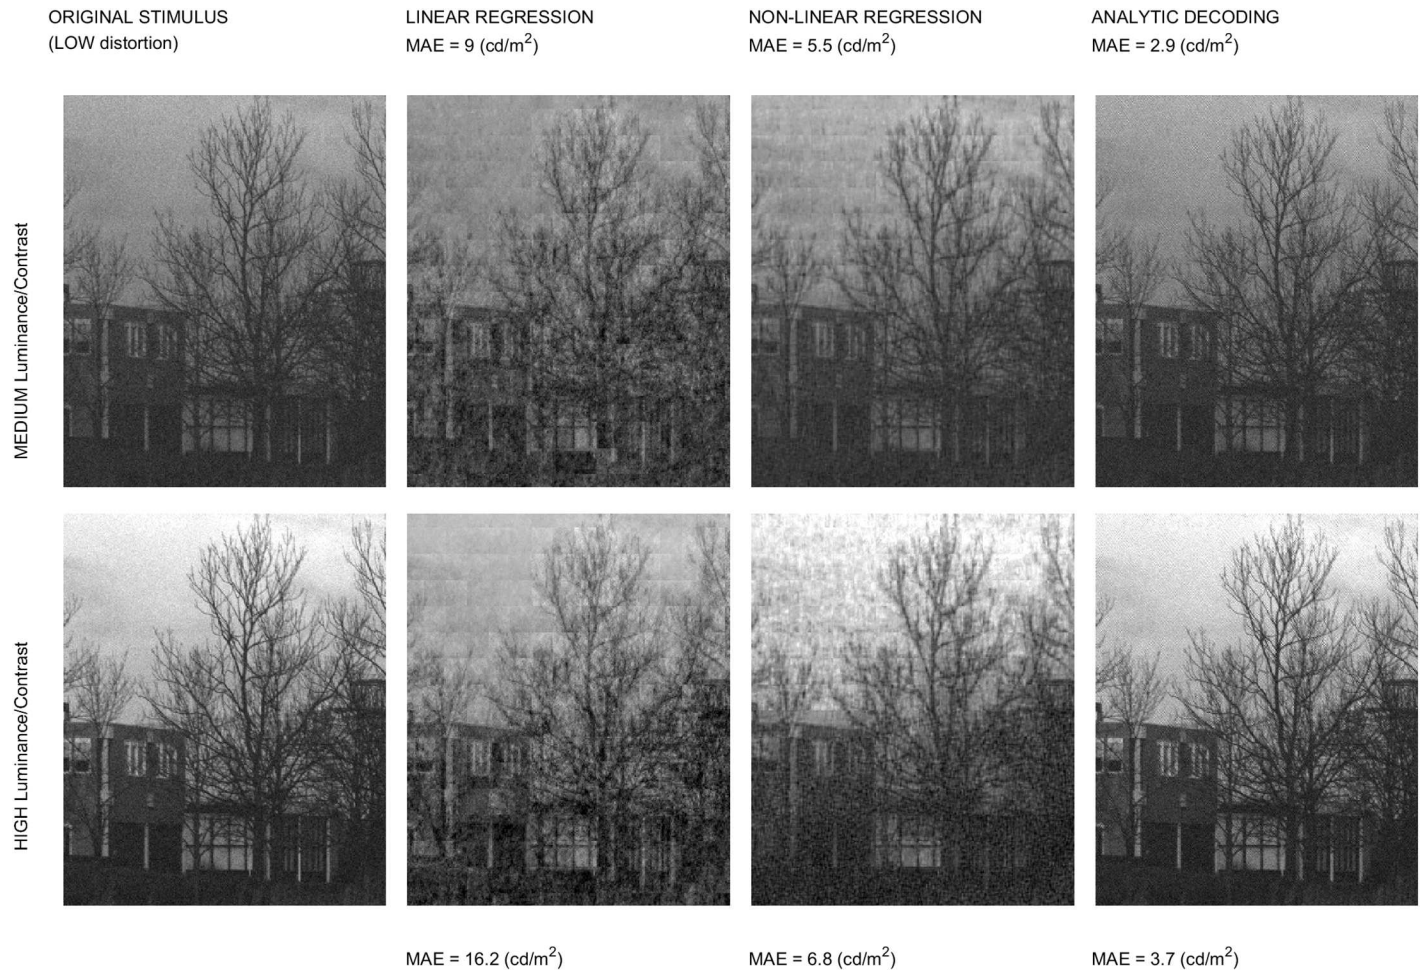 ORIGINAL STIMULUS
(LOW distortion)
LINEAR REGRESSION
MAE = 9 (cd/m²)
NON-LINEAR REGRESSION
MAE = 5.5 (cd/m²)
ANALYTIC DECODING
MAE = 2.9 (cd/m²)
MEDIUM Luminance/Contrast
HIGH Luminance/Contrast
MAE = 16.2 (cd/m²)
MAE = 6.8 (cd/m²)
MAE = 3.7 (cd/m²)